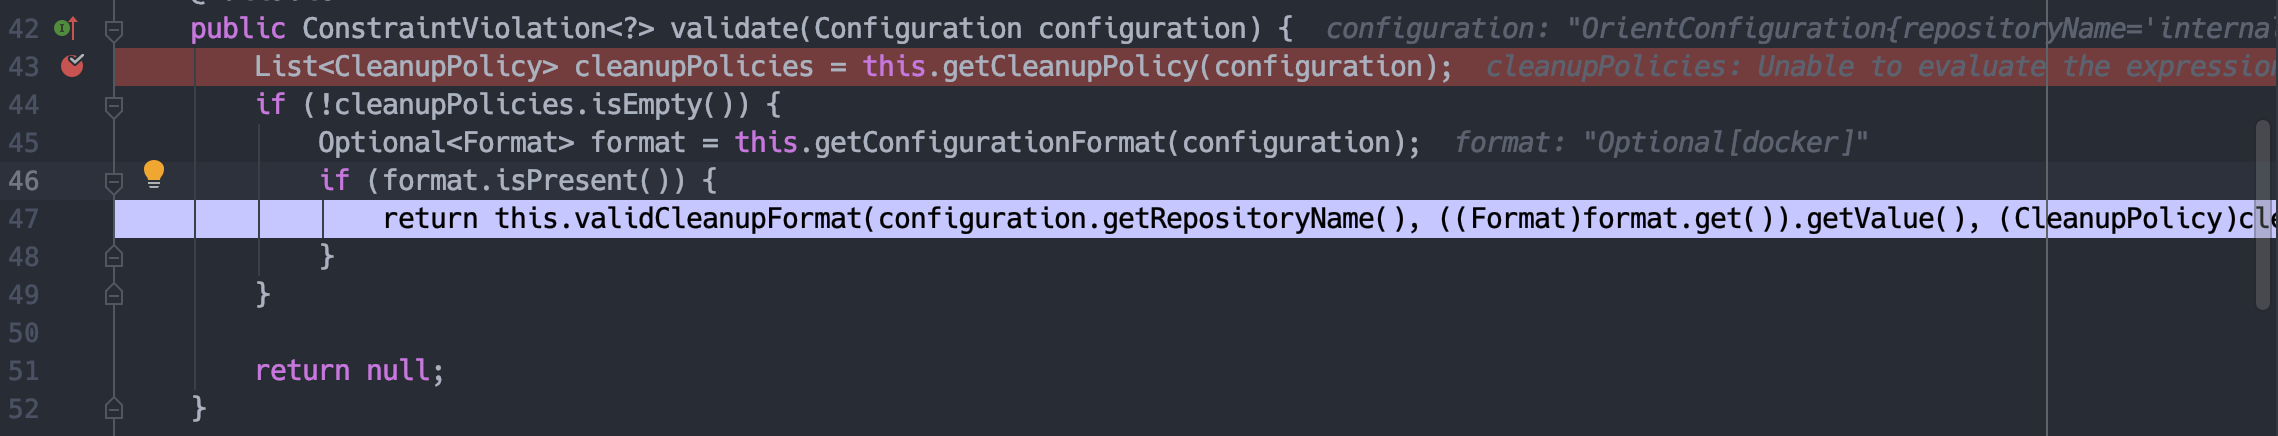 42 public ConstraintViolation<?> validate(Configuration configuration) { configuration: "OrientConfiguration{repositoryName='internal
43 List<CleanupPolicy> cleanupPolicies = this.getCleanupPolicy(configuration); cleanupPolicies: Unable to evaluate the expression
44 if (!cleanupPolicies.isEmpty()) {
45 Optional<Format> format = this.getConfigurationFormat(configuration); format: "Optional[docker]"
46 if (format.isPresent()) {
47 return this.validCleanupFormat(configuration.getRepositoryName(), ((Format)format.get()).getValue(), (CleanupPolicy)cle
48 }
49 }
50
51 return null;
52 }